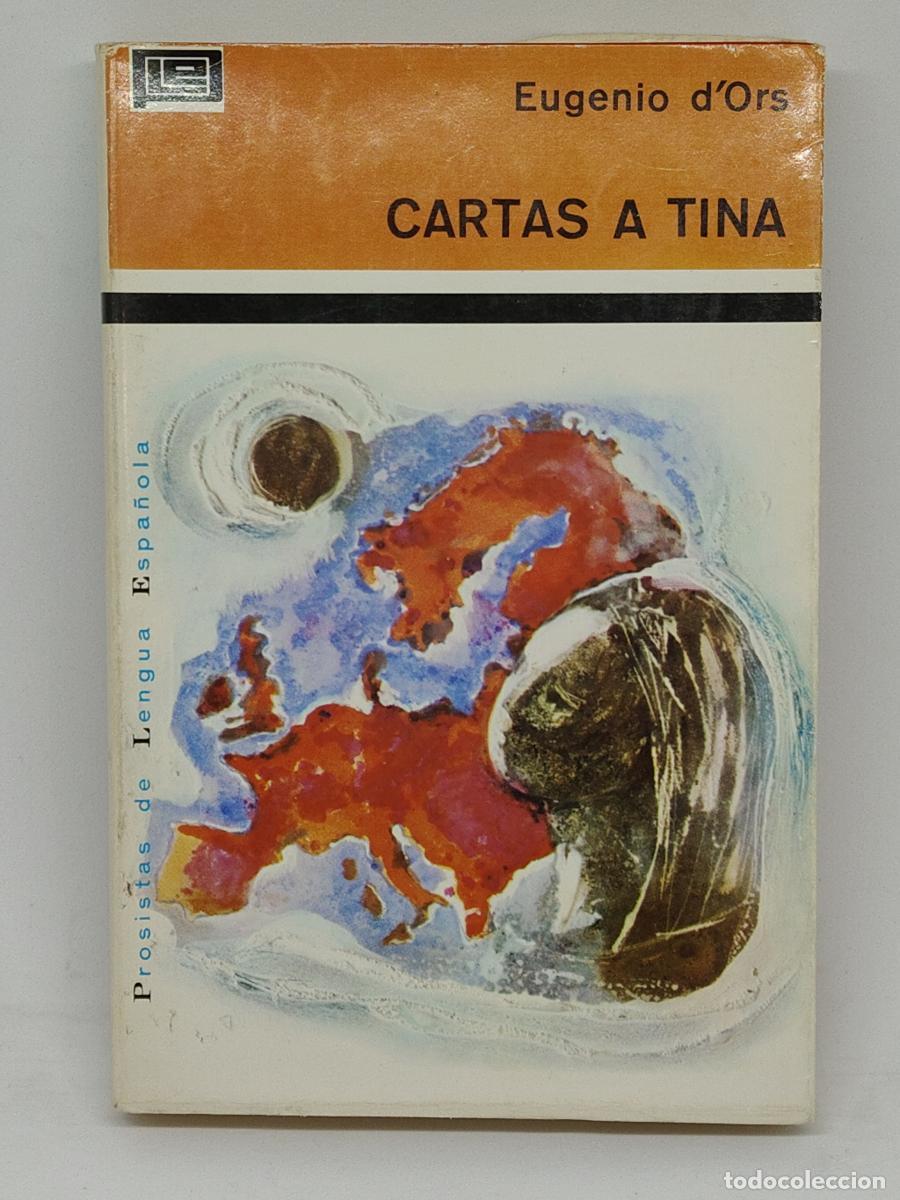 Eugenio d'Ors
CARTAS A TINA
Prosistas de Lengua Española
todocoleccion